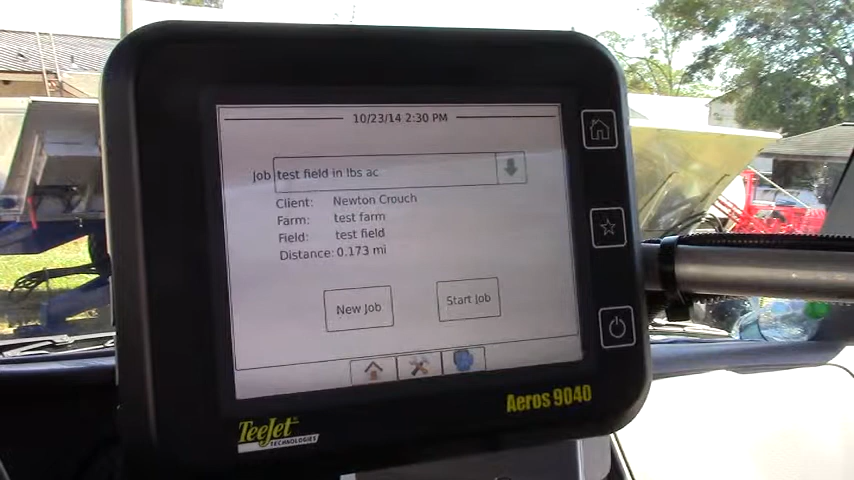 10/23/14 2:30 PM
Job test field in lbs ac
Client: Newton Crouch
Farm: test farm
Field: test field
Distance: 0.173 mi
New Job
Start Job
TeeJet
TECHNOLOGIES
Aeros 9040